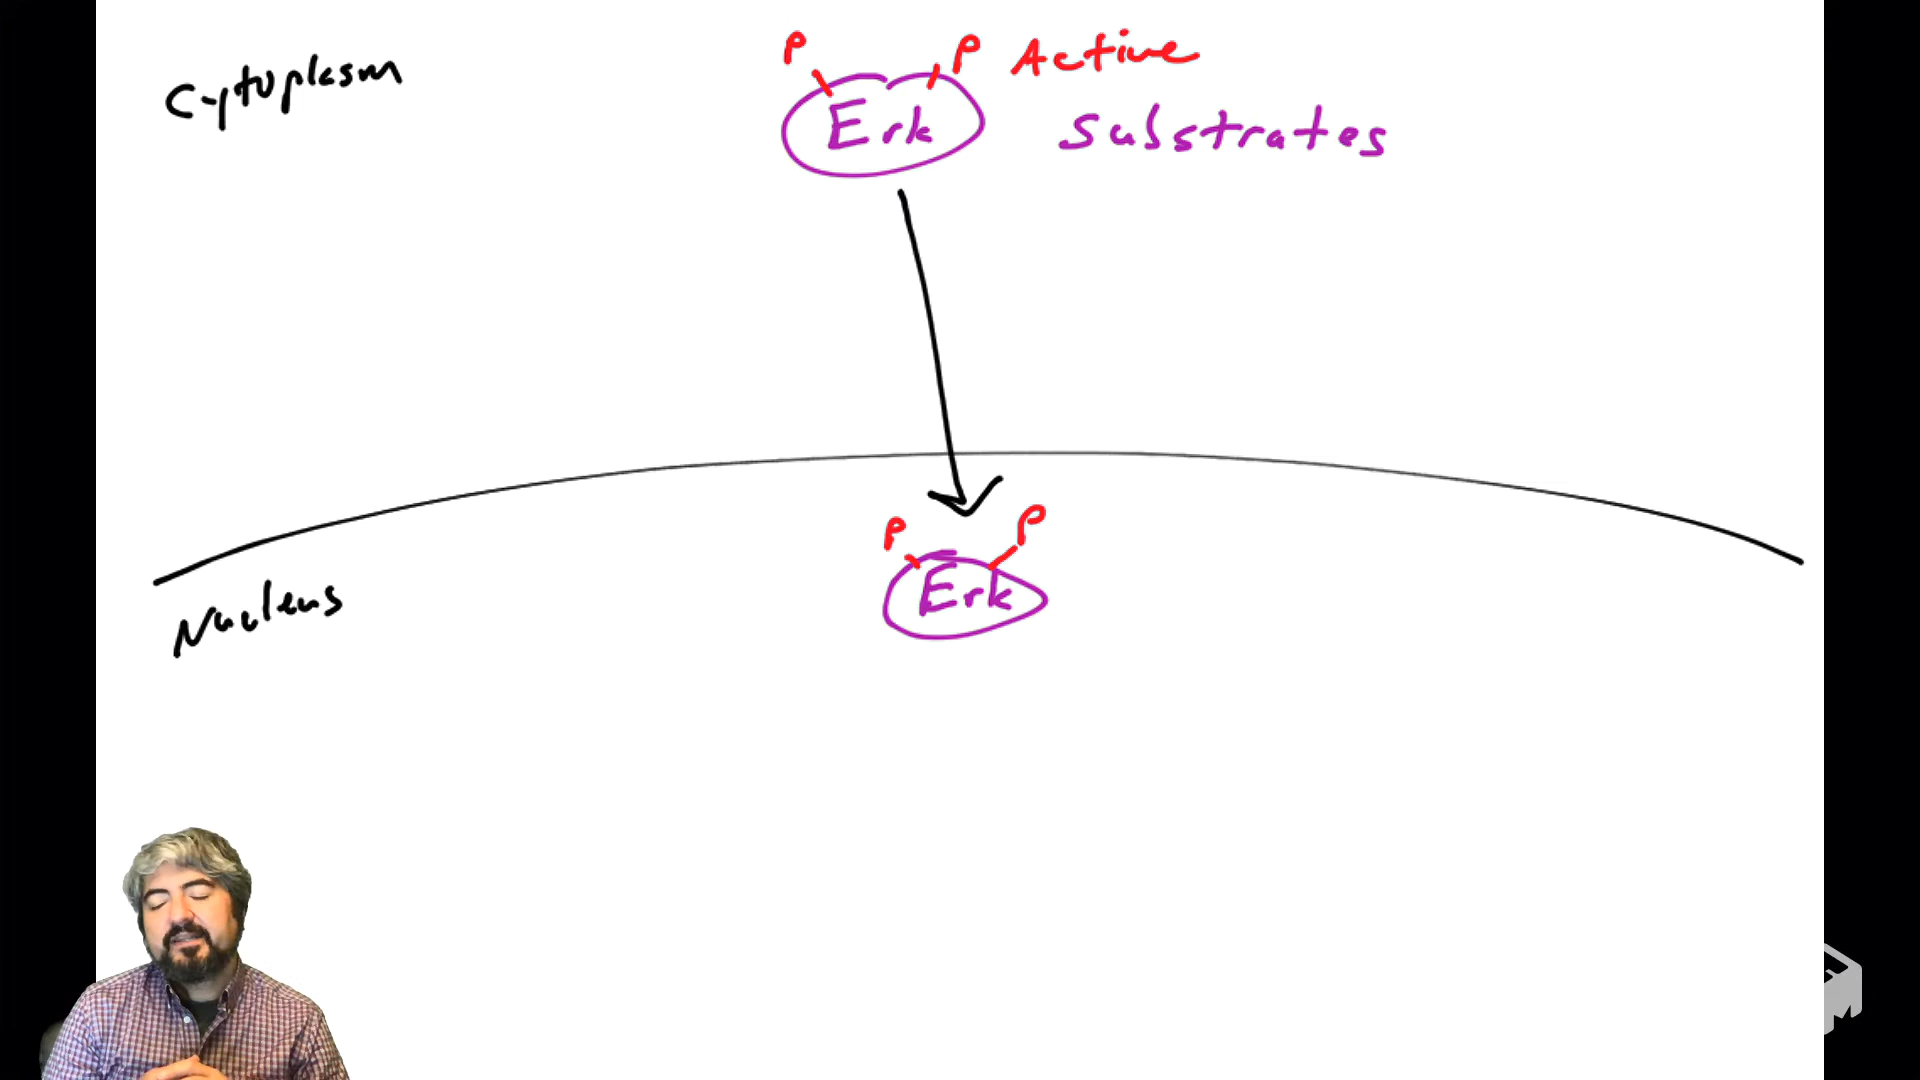 Cytoplasm
P P Active
Erk Substrates
P P
Erk
Nucleus
M